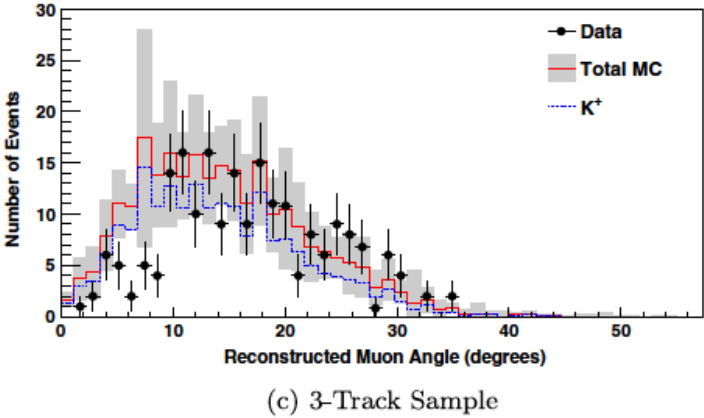 30
25
20
15
10
5
0
Number of Events
Data
Total MC
K+
0 10 20 30 40 50
Reconstructed Muon Angle (degrees)
(c) 3-Track Sample